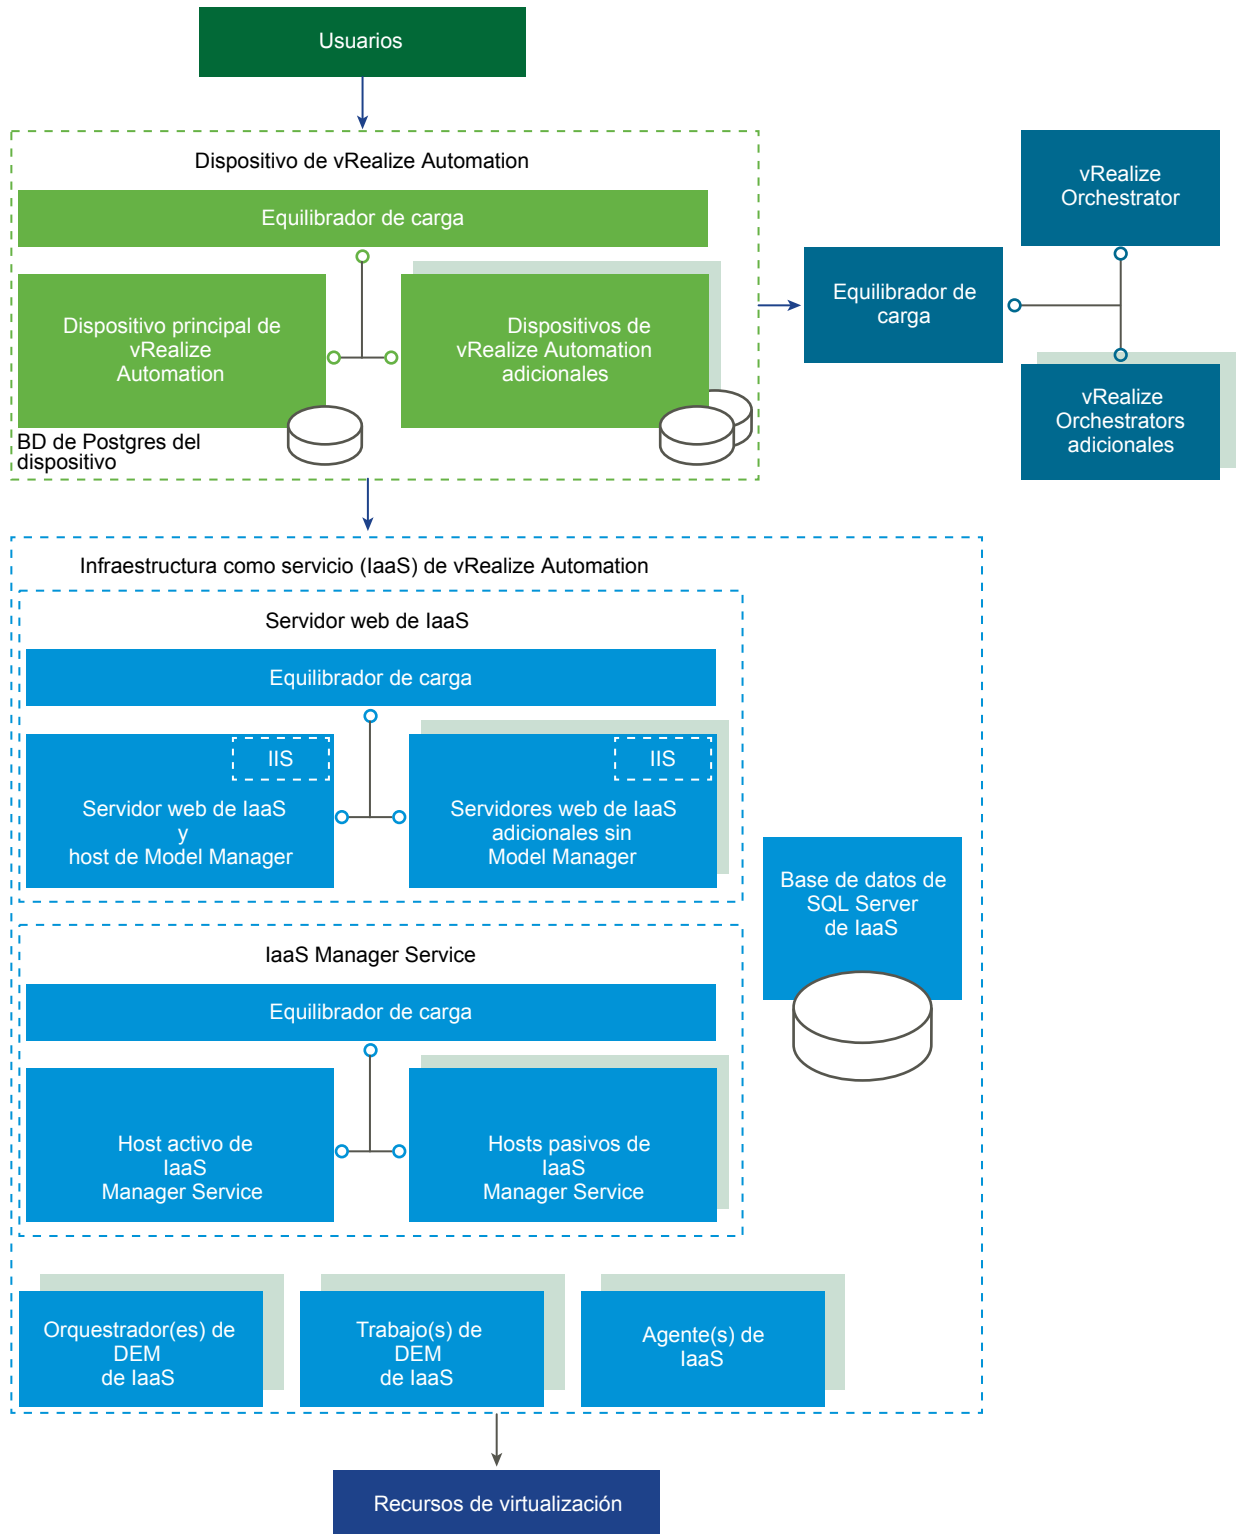 Usuarios
Dispositivo de vRealize Automation
Equilibrador de carga
Dispositivo principal de
vRealize
Automation
Dispositivos de
vRealize Automation
adicionales
BD de Postgres del
dispositivo
Equilibrador de
carga
vRealize
Orchestrator
vRealize
Orchestrators
adicionales
Infraestructura como servicio (IaaS) de vRealize Automation
Servidor web de IaaS
Equilibrador de carga
IIS
Servidor web de IaaS
y
host de Model Manager
IIS
Servidores web de IaaS
adicionales sin
Model Manager
Base de datos de
SQL Server
de IaaS
IaaS Manager Service
Equilibrador de carga
Host activo de
IaaS
Manager Service
Hosts pasivos de
IaaS
Manager Service
Orquestrador(es) de
DEM
de IaaS
Trabajo(s) de
DEM
de IaaS
Agente(s) de
IaaS
Recursos de virtualización